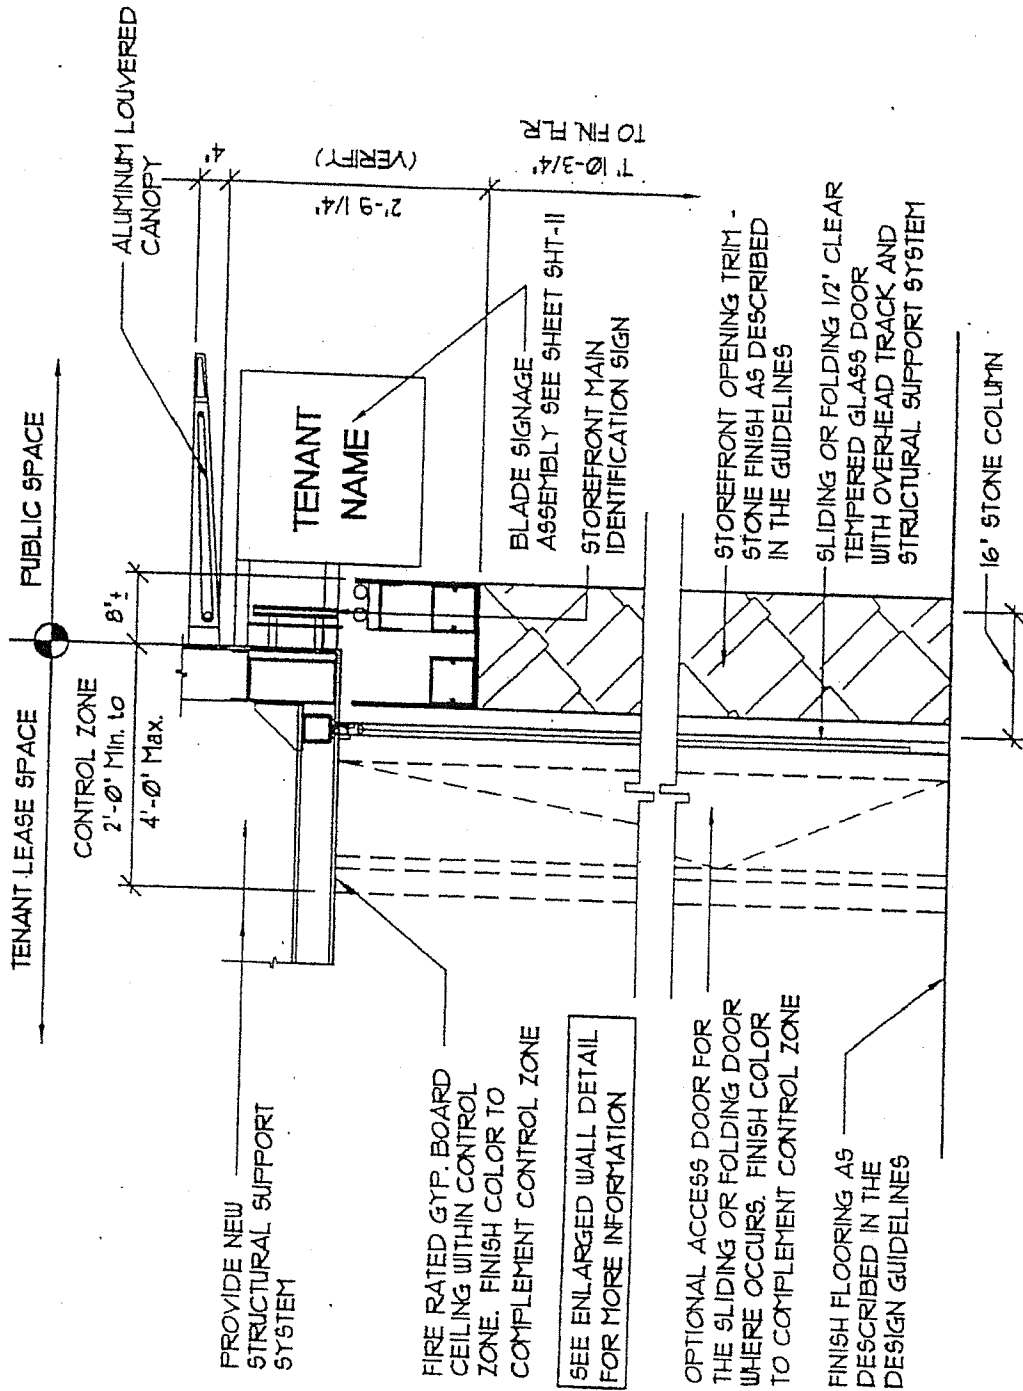 TENANT LEASE SPACE
PUBLIC SPACE
CONTROL ZONE
2'-0" Min. to
4'-0" Max.
8"±
ALUMINUM LOUVERED
CANOPY
4"
2'-9 1/4"
(VERIFY)
7' 10-3/4"
TO FIN. FLR.
TENANT
NAME
BLADE SIGNAGE
ASSEMBLY SEE SHEET SHT-11
STOREFRONT MAIN
IDENTIFICATION SIGN
STOREFRONT OPENING TRIM -
STONE FINISH AS DESCRIBED
IN THE GUIDELINES
SLIDING OR FOLDING 1/2" CLEAR
TEMPERED GLASS DOOR
WITH OVERHEAD TRACK AND
STRUCTURAL SUPPORT SYSTEM
16" STONE COLUMN
PROVIDE NEW
STRUCTURAL SUPPORT
SYSTEM
FIRE RATED GYP. BOARD
CEILING WITHIN CONTROL
ZONE. FINISH COLOR TO
COMPLEMENT CONTROL ZONE
SEE ENLARGED WALL DETAIL
FOR MORE INFORMATION
OPTIONAL ACCESS DOOR FOR
THE SLIDING OR FOLDING DOOR
WHERE OCCURS. FINISH COLOR
TO COMPLEMENT CONTROL ZONE
FINISH FLOORING AS
DESCRIBED IN THE
DESIGN GUIDELINES